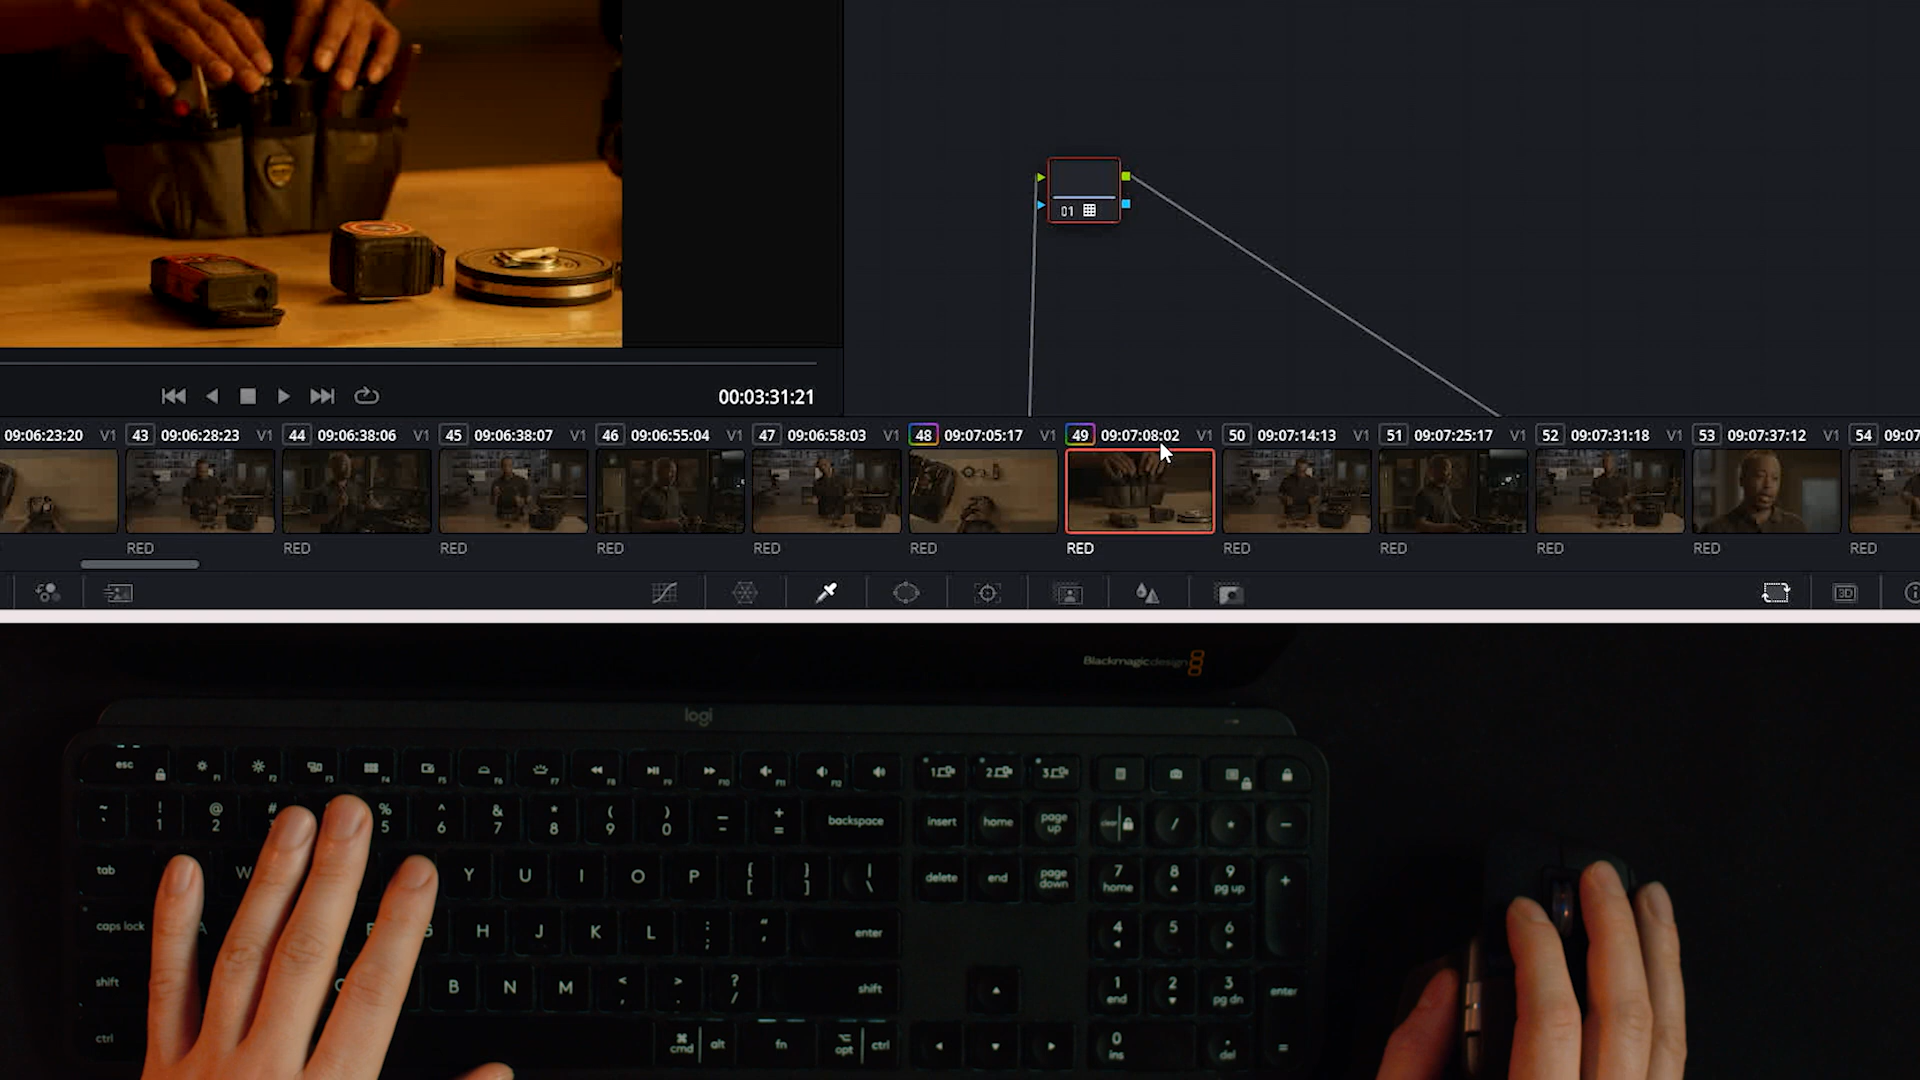 01
00:03:31:21
09:06:23:20 V1 43 09:06:28:23 V1 44 09:06:38:06 V1 45 09:06:38:07 V1 46 09:06:55:04 V1 47 09:06:58:03 V1 48 09:07:05:17 V1 49 09:07:08:02 V1 50 09:07:14:13 V1 51 09:07:25:17 V1 52 09:07:31:18 V1 53 09:07:37:12 V1 54 09:07
RED RED RED RED RED RED RED RED RED RED RED RED
3D
Blackmagicdesign
logi
esc F1 F2 F3 F4 F5 F6 F7 F8 F9 F10 F11 F12 1 2 3
~ ! @ # % ^ & * ( ) _ +
` 1 2 5 6 7 8 9 0 - = backspace insert home page up clear / * -
tab W Y U I O P { [ } ] | \ delete end page down 7 home 8 9 pg up +
caps lock A G H J K L : ; " ' enter 4 5 6
shift C B N M < , > . ? / shift 1 end 2 3 pg dn enter
ctrl cmd alt fn opt ctrl 0 ins . del =